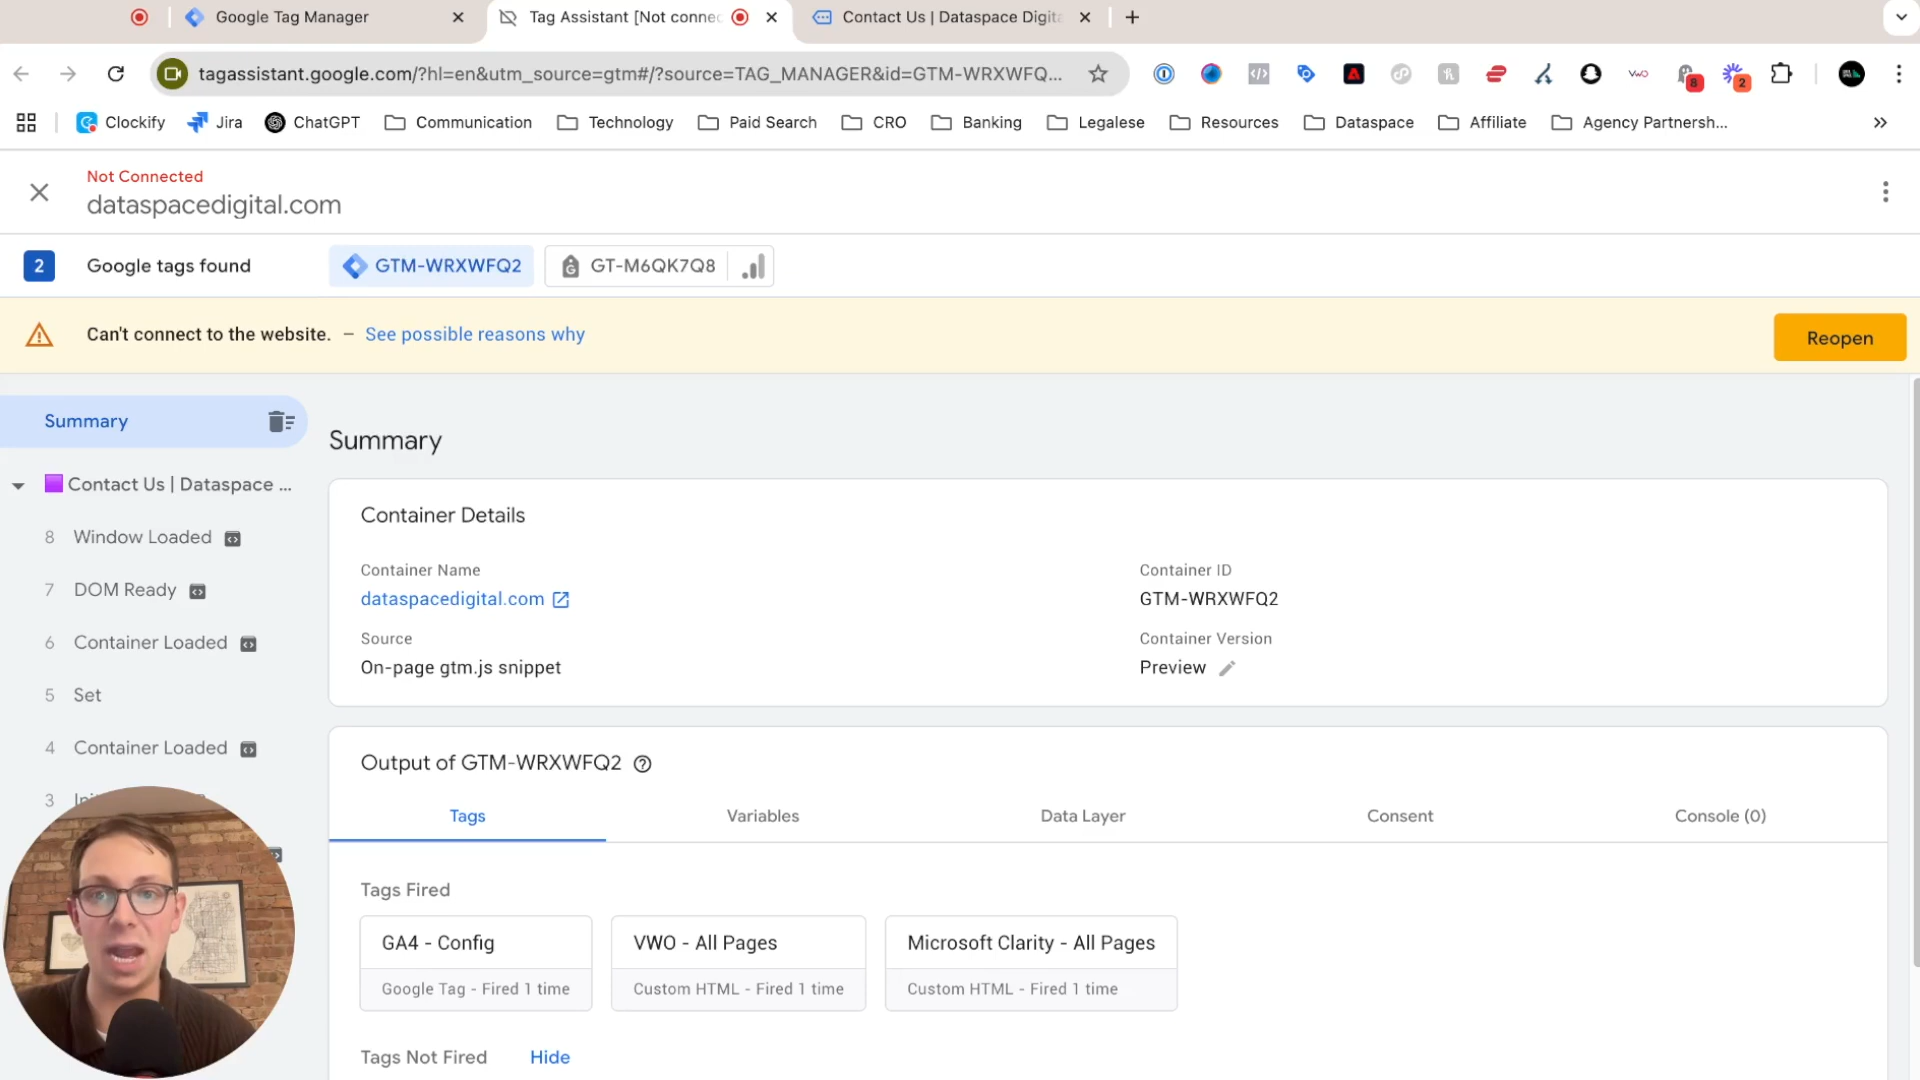 Google Tag Manager
Tag Assistant [Not connec
Contact Us | Dataspace Digita
tagassistant.google.com/?hl=en&utm_source=gtm#/?source=TAG_MANAGER&id=GTM-WRXWFQ...
VWO
8
2
Clockify
Jira
ChatGPT
Communication
Technology
Paid Search
CRO
Banking
Legalese
Resources
Dataspace
Affiliate
Agency Partnersh...
Not Connected
dataspacedigital.com
2
Google tags found
GTM-WRXWFQ2
GT-M6QK7Q8
Can't connect to the website. – See possible reasons why
Reopen
Summary
Contact Us | Dataspace ...
8 Window Loaded
7 DOM Ready
6 Container Loaded
5 Set
4 Container Loaded
3
Summary
Container Details
Container Name
dataspacedigital.com
Container ID
GTM-WRXWFQ2
Source
On-page gtm.js snippet
Container Version
Preview
Output of GTM-WRXWFQ2
Tags
Variables
Data Layer
Consent
Console (0)
Tags Fired
GA4 - Config
Google Tag - Fired 1 time
VWO - All Pages
Custom HTML - Fired 1 time
Microsoft Clarity - All Pages
Custom HTML - Fired 1 time
Tags Not Fired
Hide